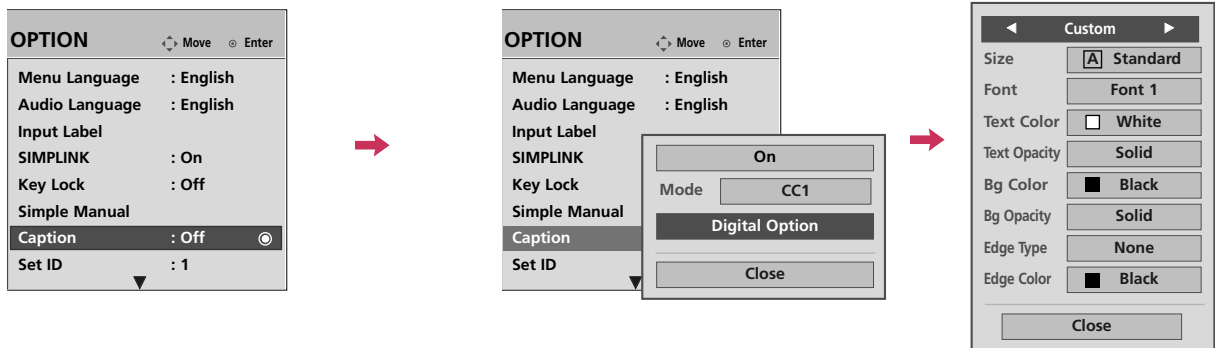 OPTION Move Enter
Menu Language : English
Audio Language : English
Input Label
SIMPLINK : On
Key Lock : Off
Simple Manual
Caption : Off
Set ID : 1
OPTION Move Enter
Menu Language : English
Audio Language : English
Input Label
SIMPLINK
Key Lock
Simple Manual
Caption
Set ID
On
Mode CC1
Digital Option
Close
Custom
Size A Standard
Font Font 1
Text Color White
Text Opacity Solid
Bg Color Black
Bg Opacity Solid
Edge Type None
Edge Color Black
Close